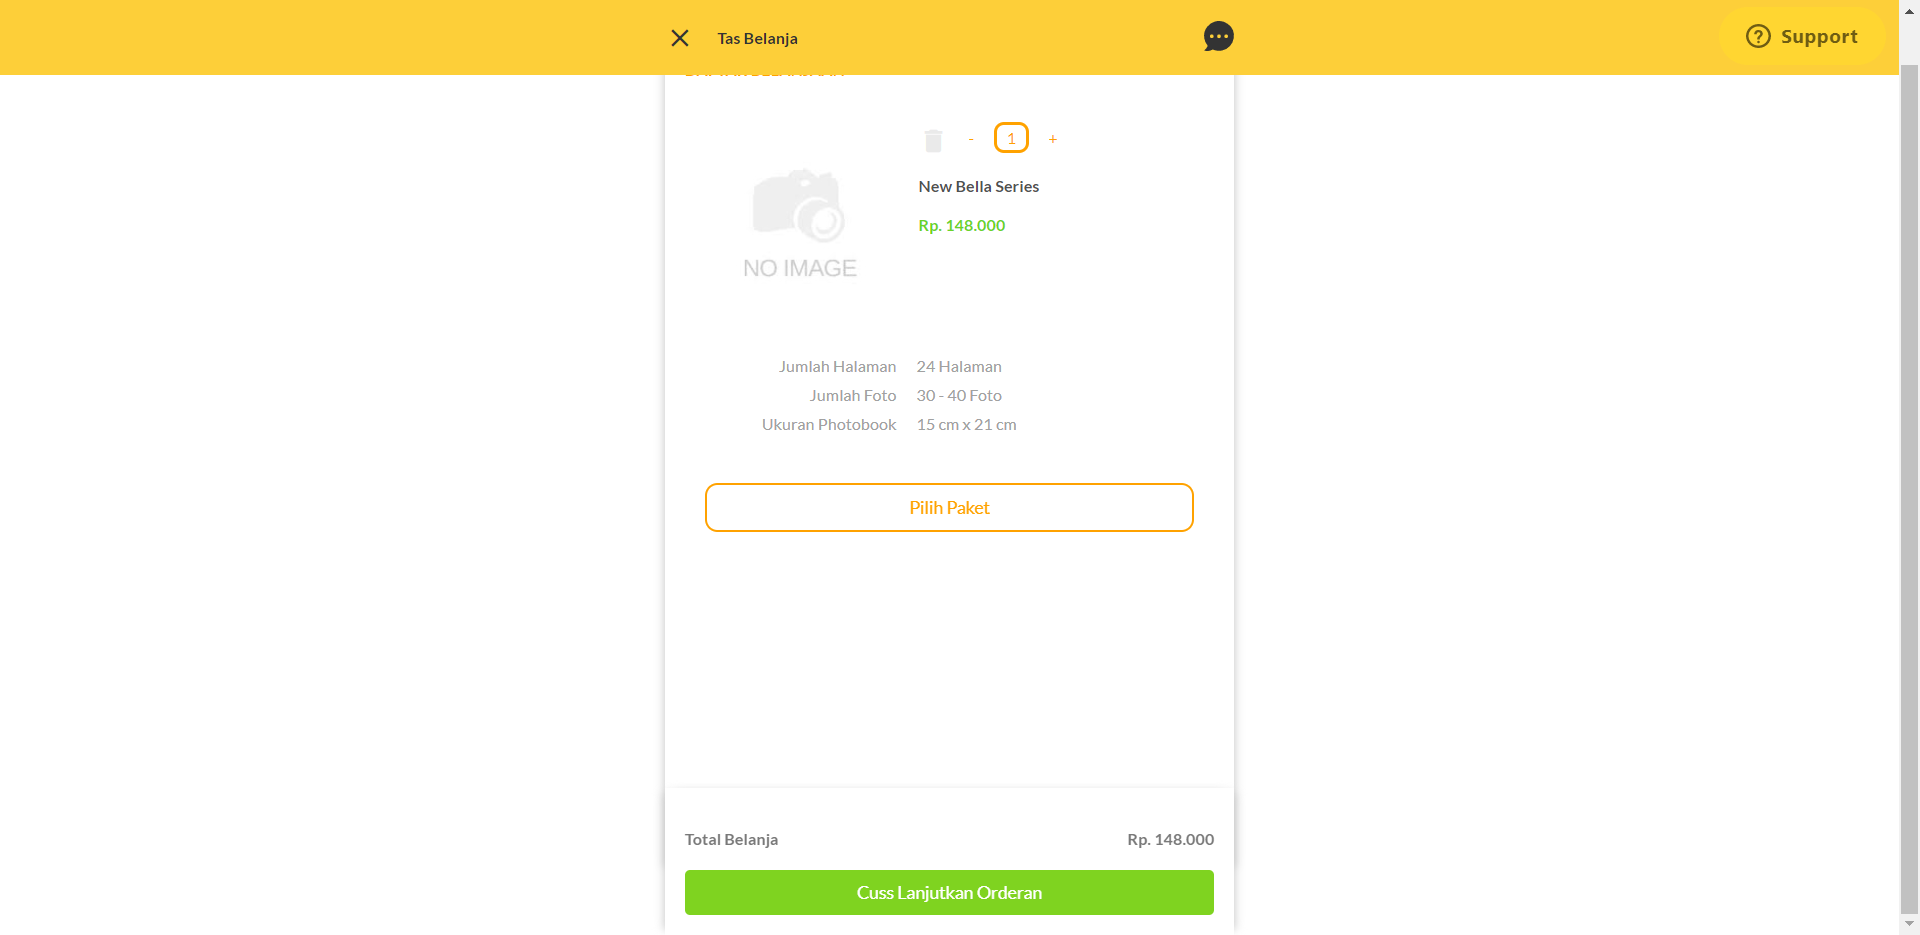 Tas Belanja
Support
- 1 +
New Bella Series
Rp. 148.000
NO IMAGE
Jumlah Halaman 24 Halaman
Jumlah Foto 30 - 40 Foto
Ukuran Photobook 15 cm x 21 cm
Pilih Paket
Total Belanja Rp. 148.000
Cuss Lanjutkan Orderan